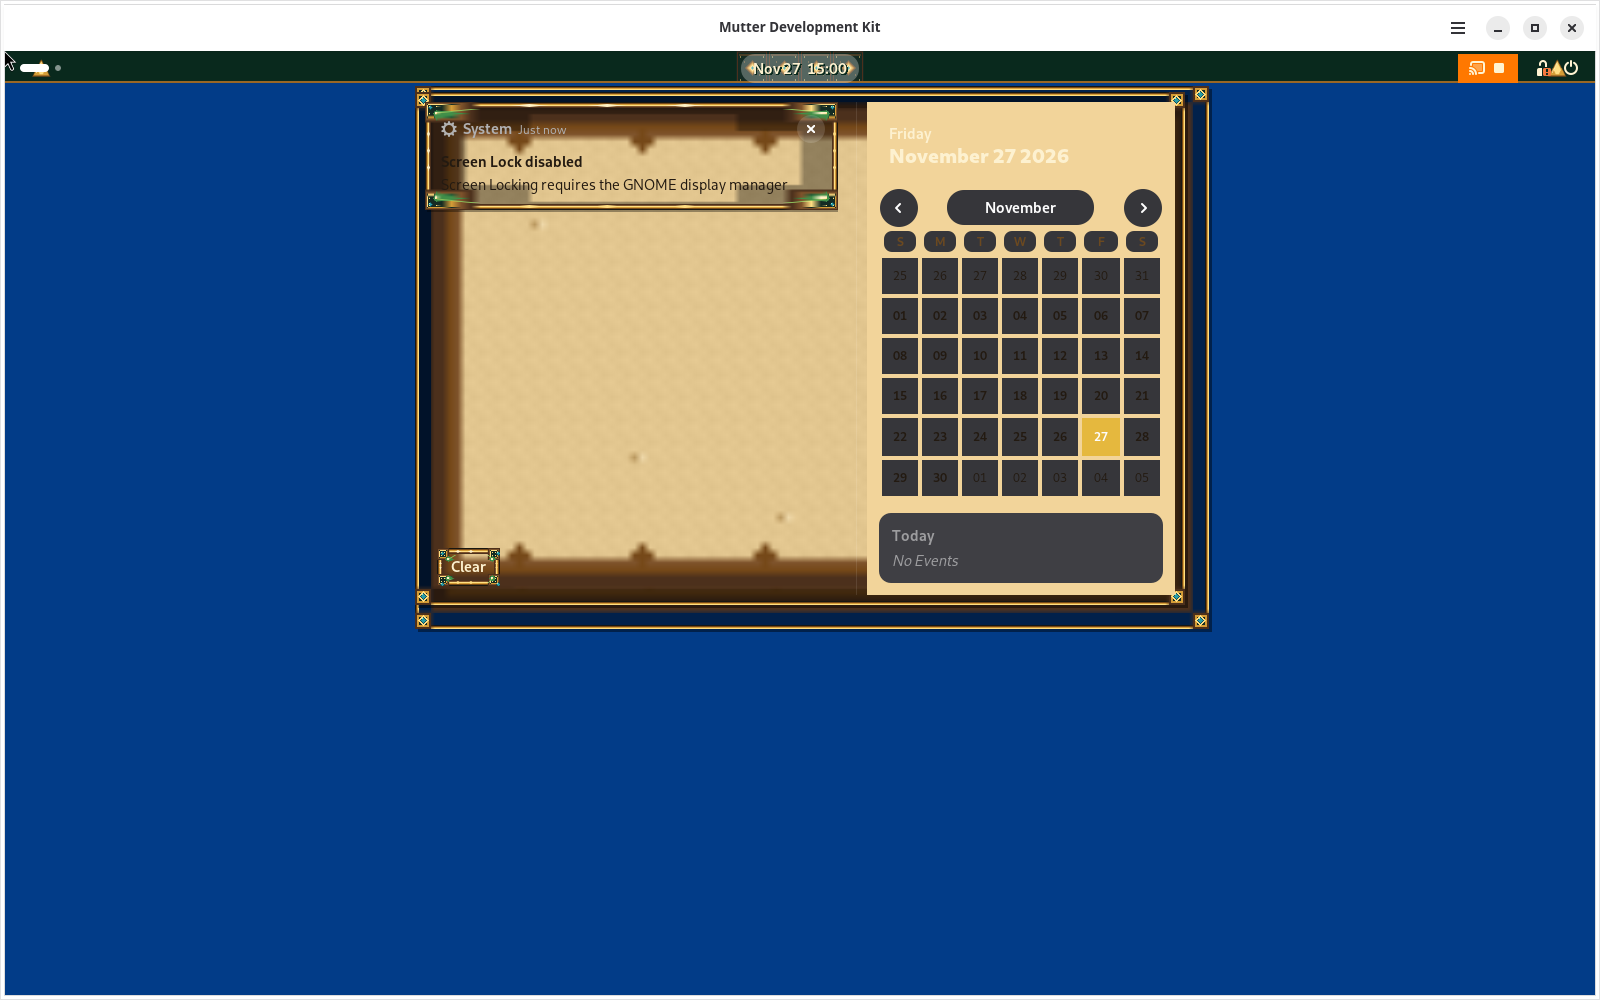 Mutter Development Kit
Nov 27 15:00
System Just now
Screen Lock disabled
Screen Locking requires the GNOME display manager
Clear
Friday
November 27 2026
November
S M T W T F S
25 26 27 28 29 30 31
01 02 03 04 05 06 07
08 09 10 11 12 13 14
15 16 17 18 19 20 21
22 23 24 25 26 27 28
29 30 01 02 03 04 05
Today
No Events